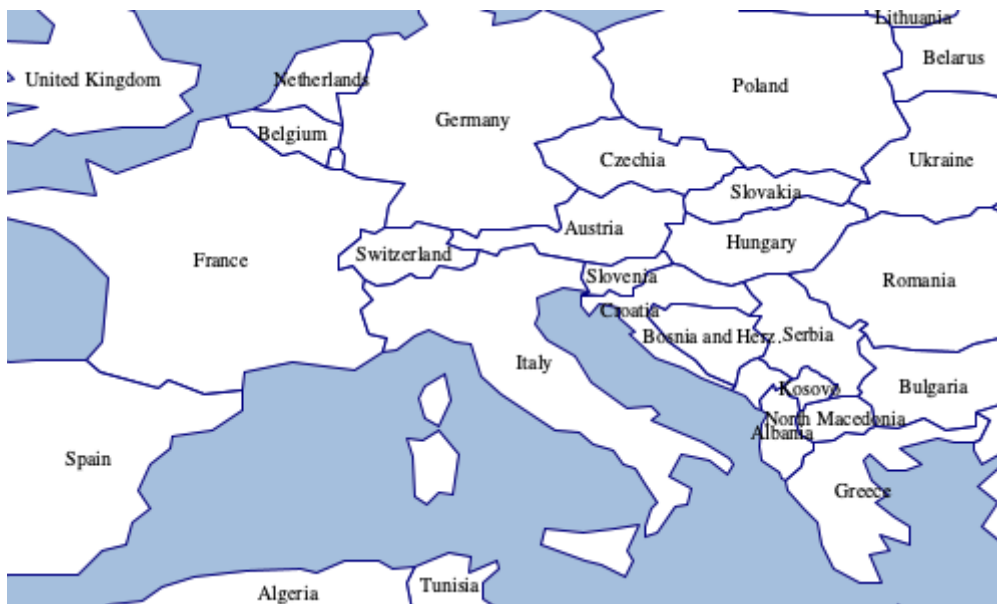 Lithuania
Belarus
United Kingdom
Netherlands
Poland
Germany
Belgium
Czechia
Ukraine
Slovakia
Austria
Hungary
Switzerland
France
Slovenia
Romania
Croatia
Bosnia and Herz.
Serbia
Italy
Kosovo
Bulgaria
North Macedonia
Albania
Spain
Greece
Tunisia
Algeria